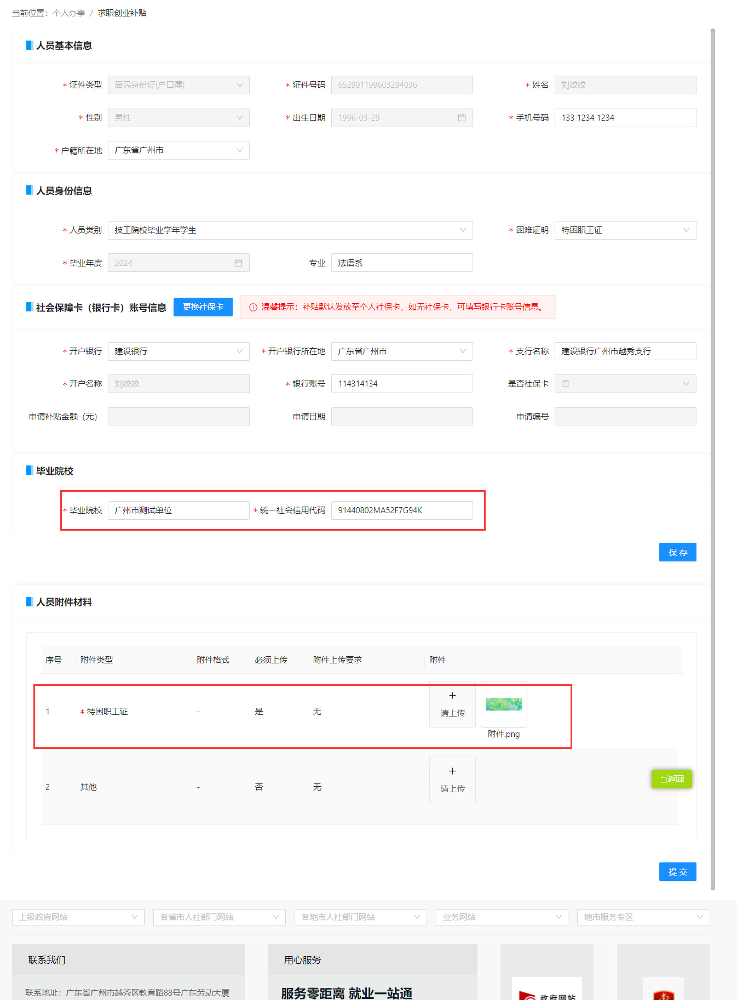 当前位置：个人办事 / 求职创业补贴
人员基本信息
* 证件类型 居民身份证(户口簿) * 证件号码 652901199603294036 * 姓名 刘姣姣
* 性别 男性 * 出生日期 1996-03-29 * 手机号码 133 1234 1234
* 户籍所在地 广东省广州市
人员身份信息
* 人员类别 技工院校毕业学年学生 * 困难证明 特困职工证
* 毕业年度 2024 专业 法语系
社会保障卡（银行卡）账号信息 更换社保卡 温馨提示：补贴默认发放至个人社保卡，如无社保卡，可填写银行卡账号信息。
* 开户银行 建设银行 * 开户银行所在地 广东省广州市 * 支行名称 建设银行广州市越秀支行
* 开户名称 刘姣姣 * 银行账号 114314134 是否社保卡 否
申请补贴金额（元） 申请日期 申请编号
毕业院校
* 毕业院校 广州市测试单位 * 统一社会信用代码 91440802MA52F7G94K
保 存
人员附件材料
序号 附件类型 附件格式 必须上传 附件上传要求 附件
1 * 特困职工证 - 是 无 + 请上传
附件.png
2 其他 - 否 无 + 请上传
返回
提 交
上级政府网站 各省市人社部门网站 各地市人社部门网站 业务网站 地市服务专区
联系我们 用心服务
联系地址：广东省广州市越秀区教育路88号广东劳动大厦
服务零距离 就业一站通
政府网站